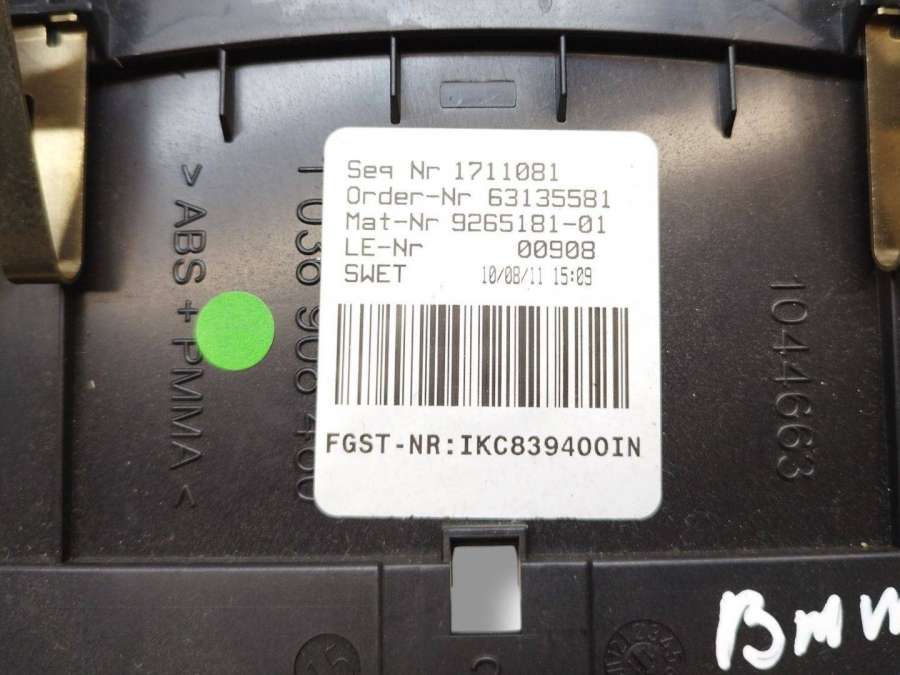 Seq Nr 1711081
Order-Nr 63135581
Mat-Nr 9265181-01
LE-Nr 00908
SWET 10/08/11 15:09
FGST-NR:IKC839400IN
> ABS + PMMA <
1044663
BMW